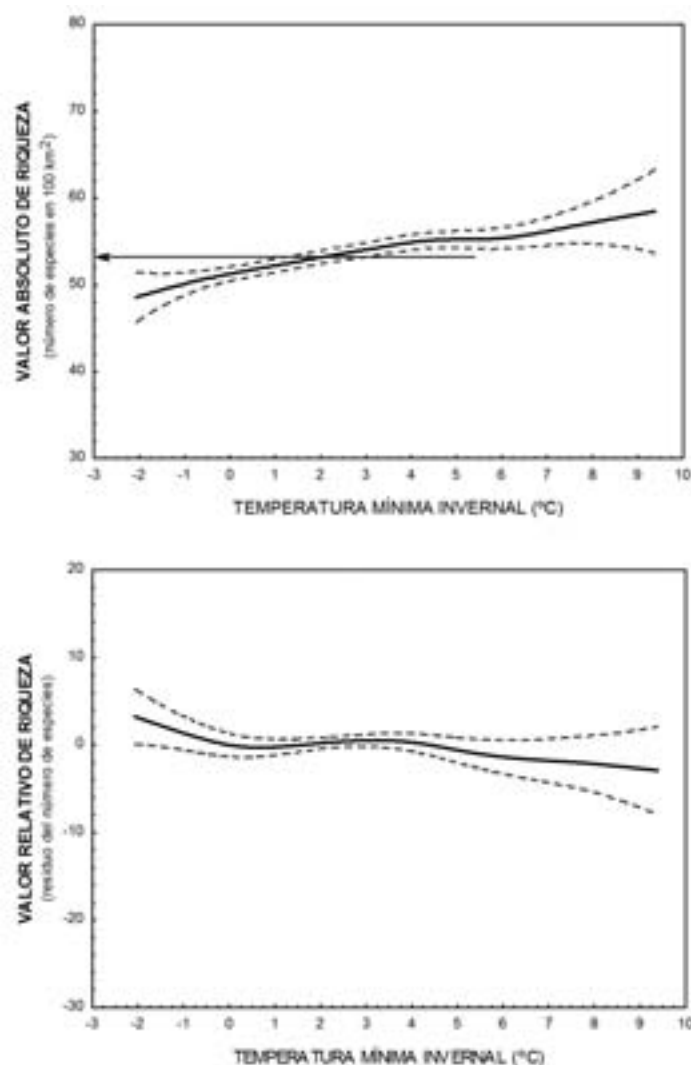 VALOR ABSOLUTO DE RIQUEZA
(número de especies en 100 km²)
80
70
60
50
40
30
-3 -2 -1 0 1 2 3 4 5 6 7 8 9 10
TEMPERATURA MÍNIMA INVERNAL (ºC)
VALOR RELATIVO DE RIQUEZA
(residuo del número de especies)
20
10
0
-10
-20
-30
-3 -2 -1 0 1 2 3 4 5 6 7 8 9 10
TEMPERATURA MÍNIMA INVERNAL (ºC)